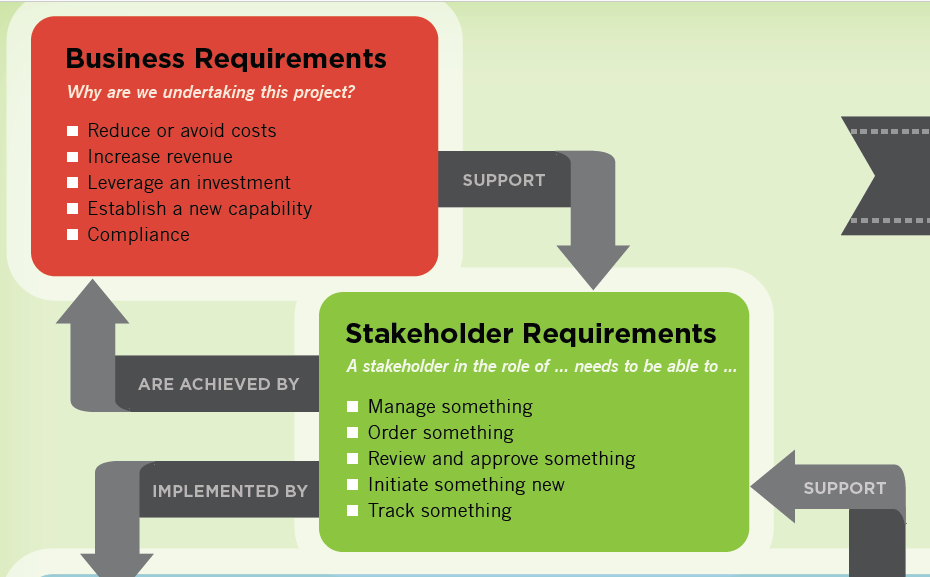 Business Requirements
Why are we undertaking this project?
Reduce or avoid costs
Increase revenue
Leverage an investment
Establish a new capability
Compliance
SUPPORT
Stakeholder Requirements
A stakeholder in the role of ... needs to be able to ...
Manage something
Order something
Review and approve something
Initiate something new
Track something
ARE ACHIEVED BY
IMPLEMENTED BY
SUPPORT